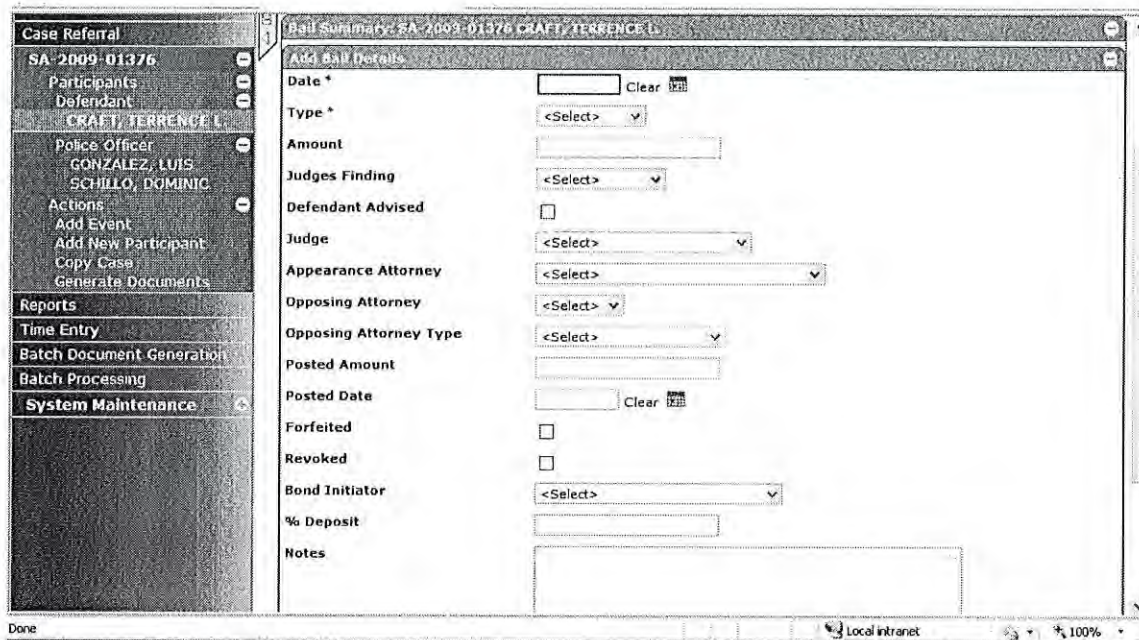 Case Referral
SA-2009-01376
Participants
Defendant
CRAFT, TERRENCE L.
Police Officer
GONZALEZ, LUIS
SCHILLO, DOMINIC
Actions
Add Event
Add New Participant
Copy Case
Generate Documents
Reports
Time Entry
Batch Document Generation
Batch Processing
System Maintenance
Bail Summary: SA-2009-01376 CRAFT, TERRENCE L.
Add Bail Details
Date * Clear
Type * <Select>
Amount
Judges Finding <Select>
Defendant Advised
Judge <Select>
Appearance Attorney <Select>
Opposing Attorney <Select>
Opposing Attorney Type <Select>
Posted Amount
Posted Date Clear
Forfeited
Revoked
Bond Initiator <Select>
% Deposit
Notes
Done Local intranet 100%